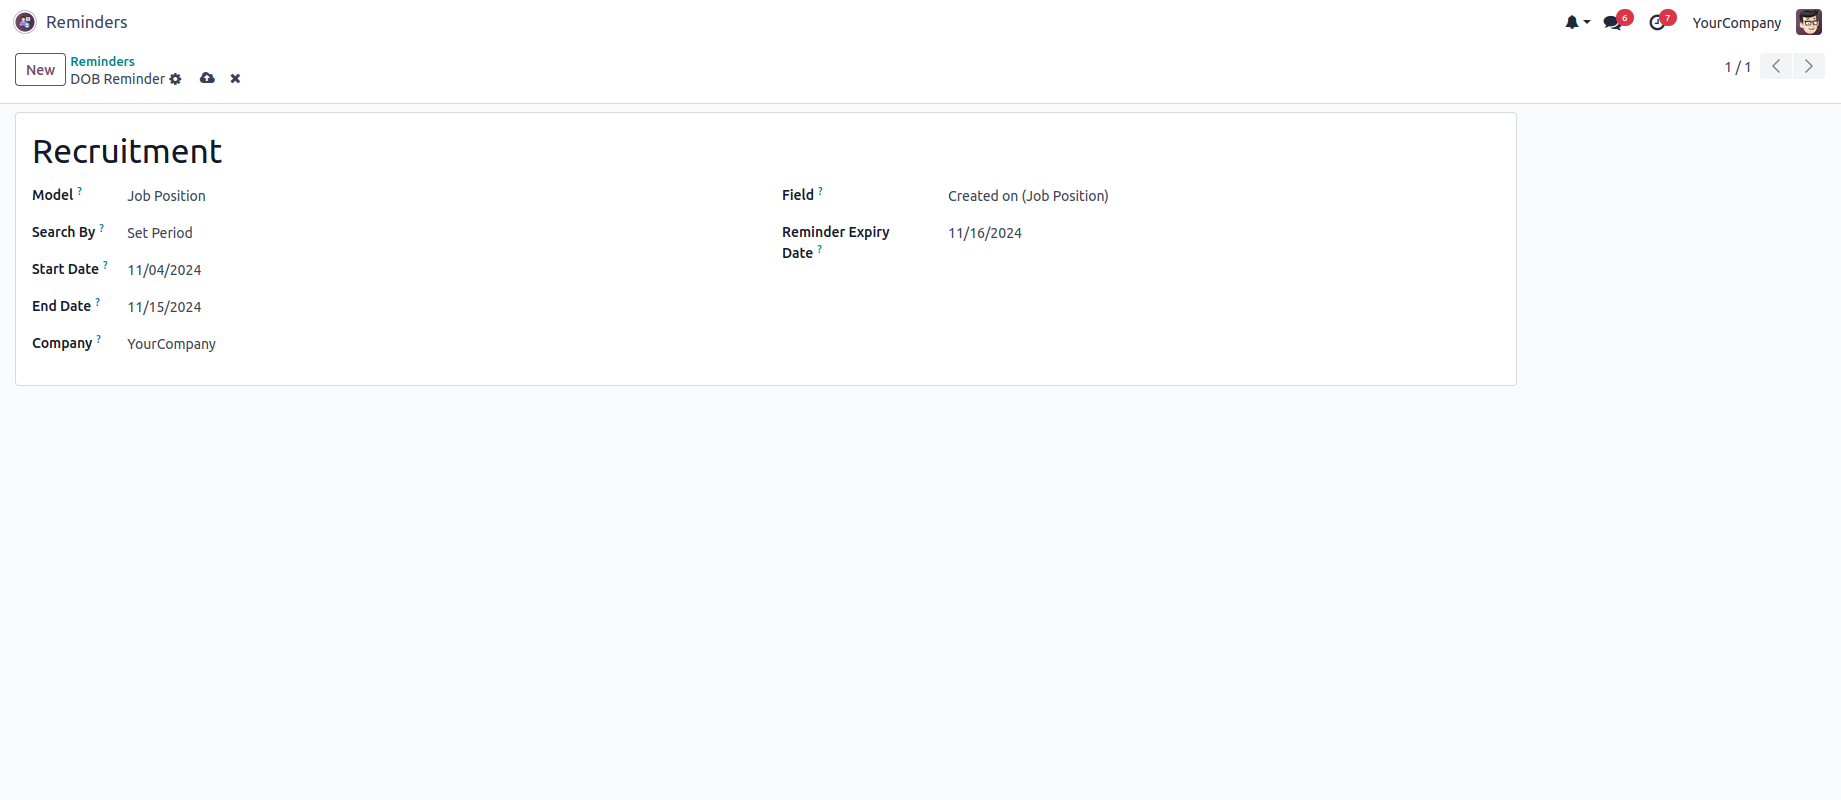 Reminders
6
7
YourCompany
New
Reminders
DOB Reminder
1 / 1
Recruitment
Model ?
Job Position
Field ?
Created on (Job Position)
Search By ?
Set Period
Reminder Expiry
Date ?
11/16/2024
Start Date ?
11/04/2024
End Date ?
11/15/2024
Company ?
YourCompany